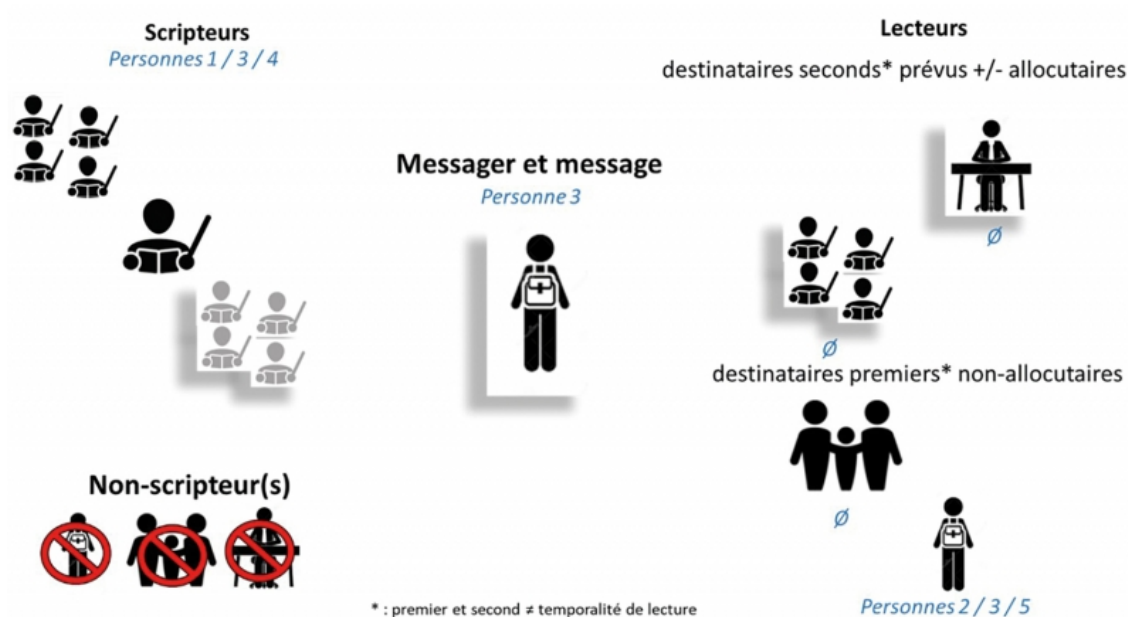 Scripteurs
Personnes 1 / 3 / 4
Messager et message
Personne 3
Lecteurs
destinataires seconds* prévus +/- allocutaires
Ø
Ø
destinataires premiers* non-allocutaires
Ø
Personnes 2 / 3 / 5
Non-scripteur(s)
* : premier et second ≠ temporalité de lecture